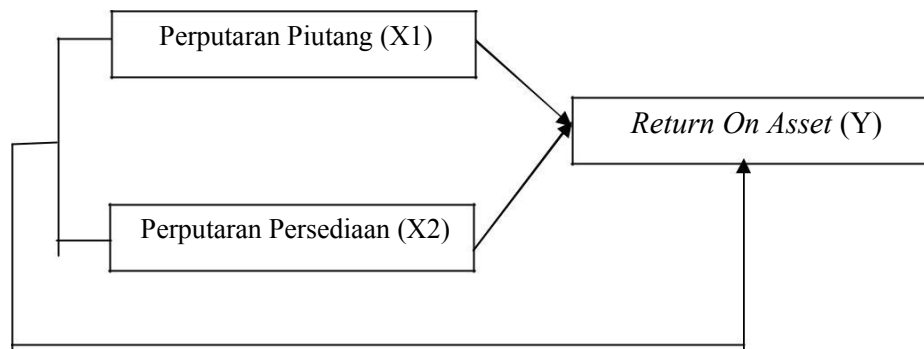 Perputaran Piutang (X1)
Return On Asset (Y)
Perputaran Persediaan (X2)